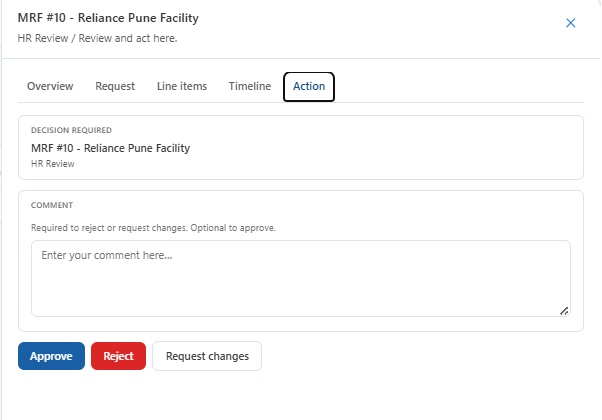 MRF #10 - Reliance Pune Facility
HR Review / Review and act here.
Overview Request Line items Timeline Action
DECISION REQUIRED
MRF #10 - Reliance Pune Facility
HR Review
COMMENT
Required to reject or request changes. Optional to approve.
Enter your comment here...
Approve Reject Request changes